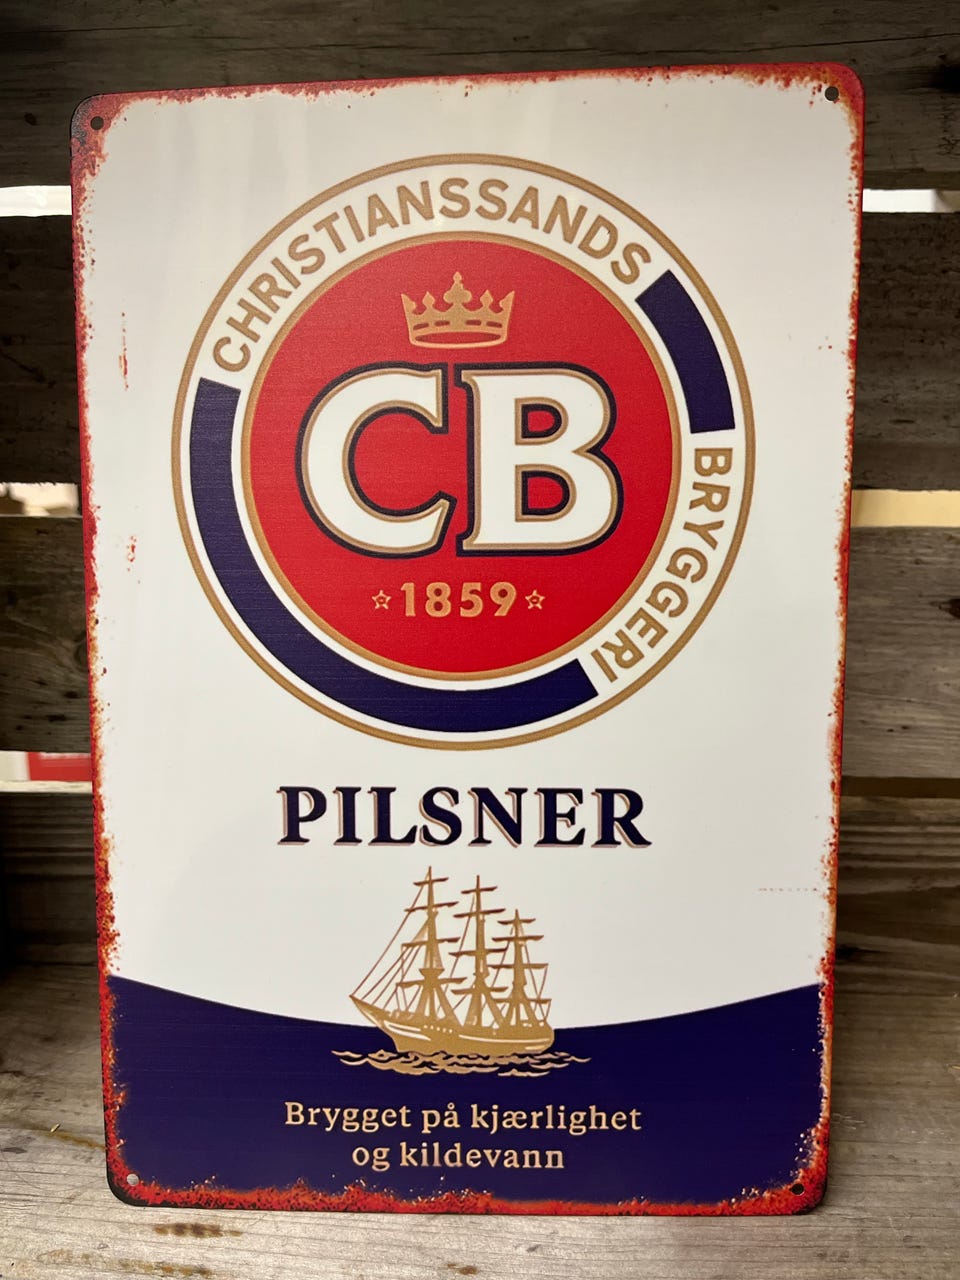 CHRISTIANSSANDS
BRYGGERI
CB
1859
PILSNER
Brygget på kjærlighet
og kildevann